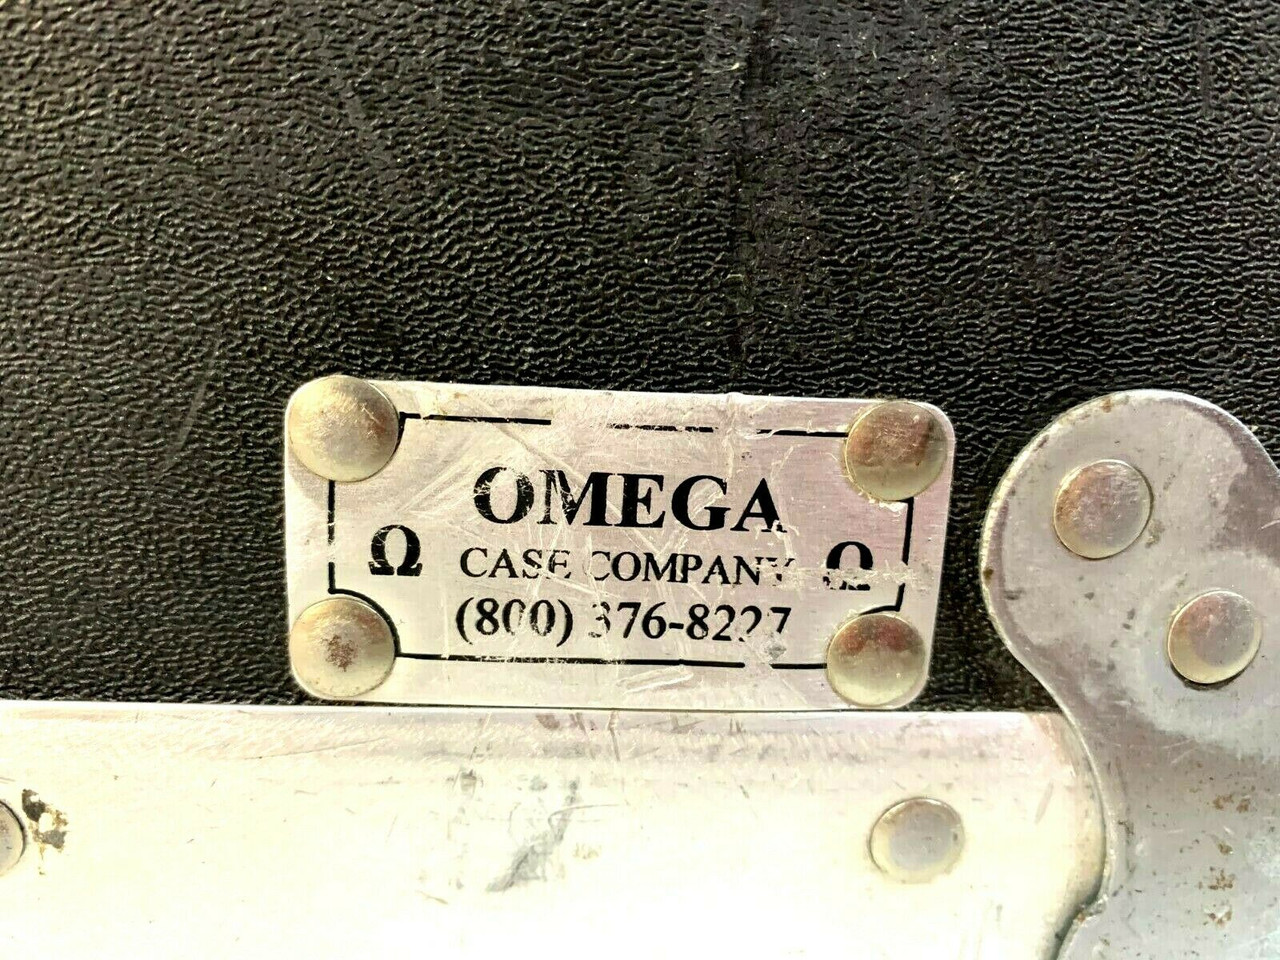 OMEGA
Ω CASE COMPANY Ω
(800) 376-8227